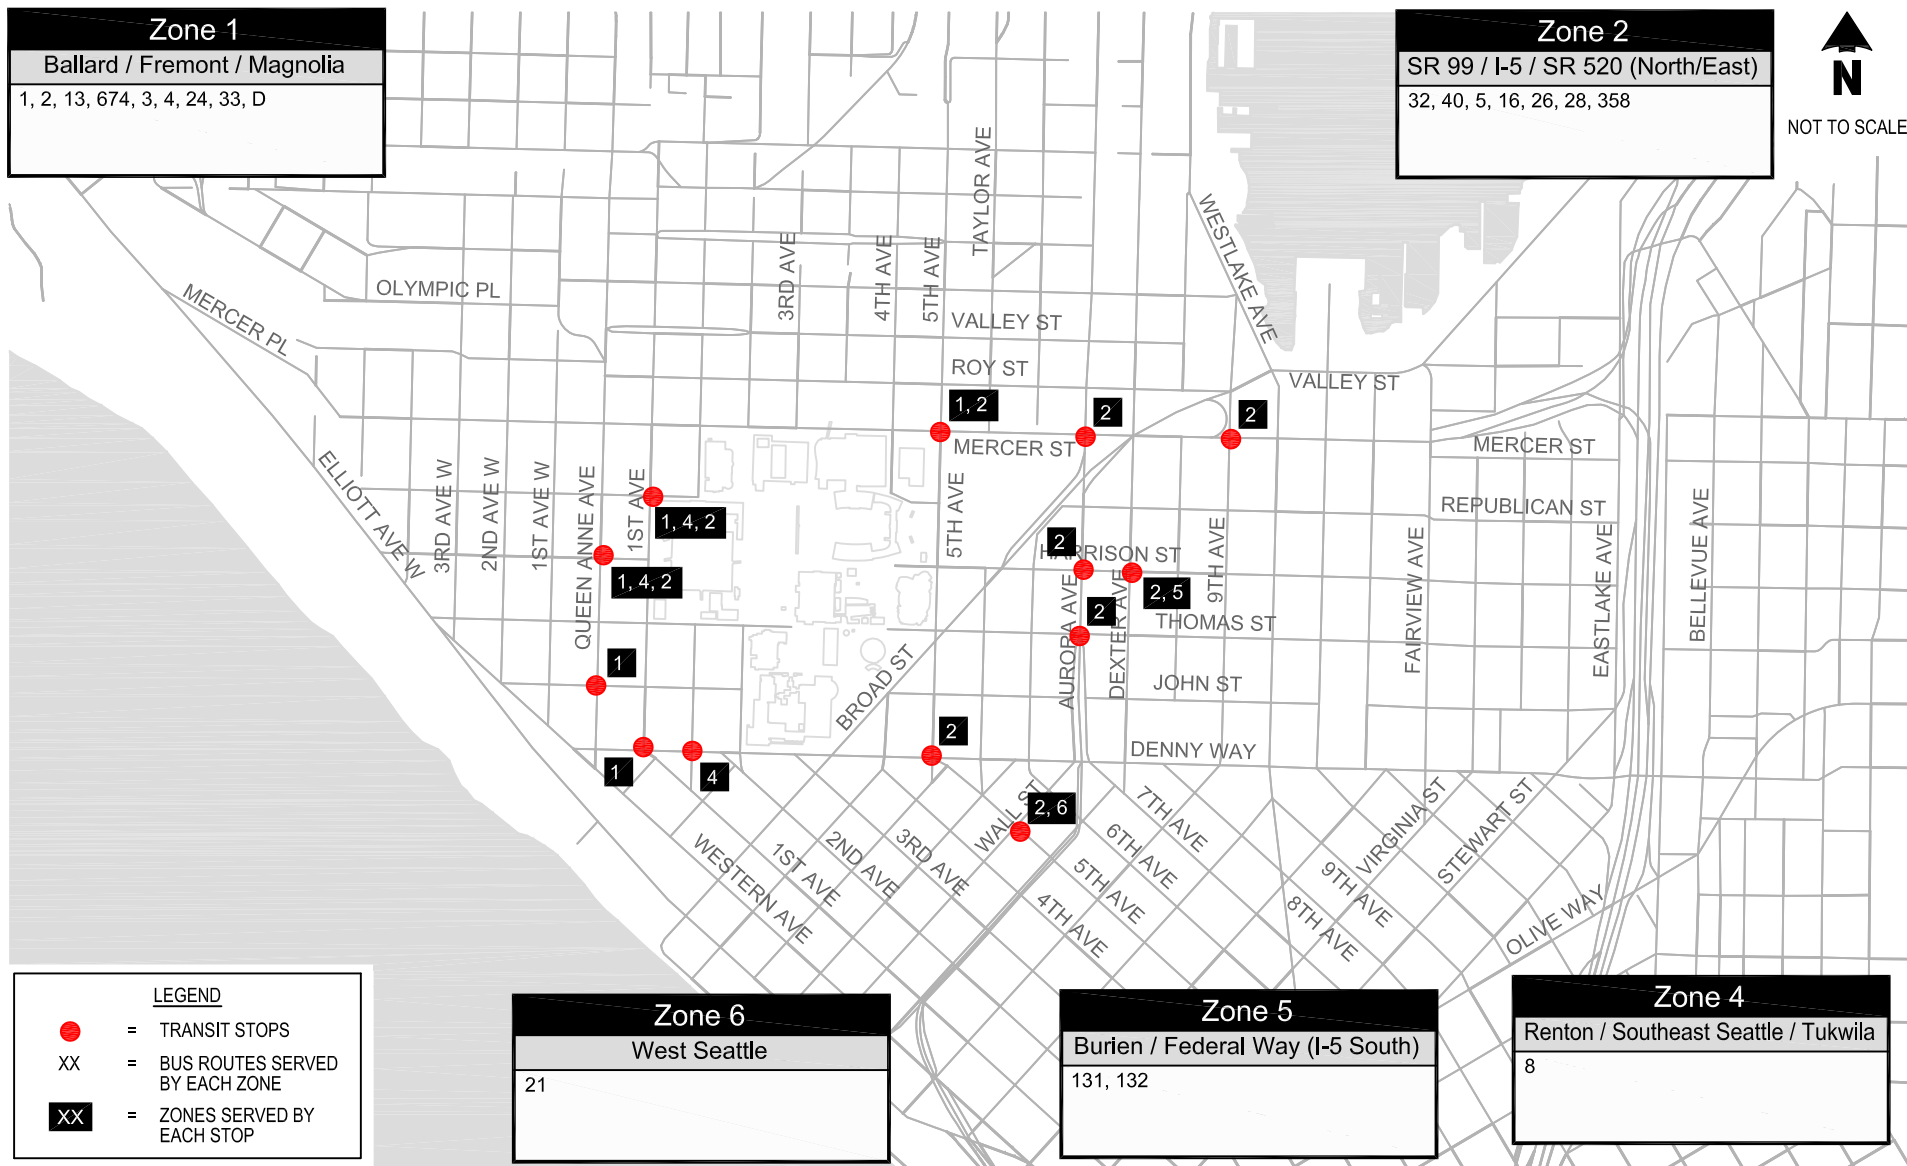 Zone 1
Ballard / Fremont / Magnolia
1, 2, 13, 674, 3, 4, 24, 33, D
Zone 2
SR 99 / I-5 / SR 520 (North/East)
32, 40, 5, 16, 26, 28, 358
N
NOT TO SCALE
TAYLOR AVE
WESTLAKE AVE
3RD AVE
4TH AVE
5TH AVE
OLYMPIC PL
MERCER PL
VALLEY ST
ROY ST
VALLEY ST
1, 2
2
2
MERCER ST
MERCER ST
ELLIOTT AVE W
3RD AVE W
2ND AVE W
1ST AVE W
QUEEN ANNE AVE
1ST AVE
5TH AVE
REPUBLICAN ST
1, 4, 2
2
HARRISON ST
9TH AVE
FAIRVIEW AVE
EASTLAKE AVE
BELLEVUE AVE
1, 4, 2
2, 5
2
THOMAS ST
AURORA AVE
DEXTER AVE
1
BROAD ST
JOHN ST
2
DENNY WAY
1
4
2, 6
WALL ST
7TH AVE
6TH AVE
5TH AVE
4TH AVE
WESTERN AVE
1ST AVE
2ND AVE
3RD AVE
VIRGINIA ST
STEWART ST
9TH AVE
8TH AVE
OLIVE WAY
LEGEND
= TRANSIT STOPS
XX = BUS ROUTES SERVED
BY EACH ZONE
XX = ZONES SERVED BY
EACH STOP
Zone 6
West Seattle
21
Zone 5
Burien / Federal Way (I-5 South)
131, 132
Zone 4
Renton / Southeast Seattle / Tukwila
8